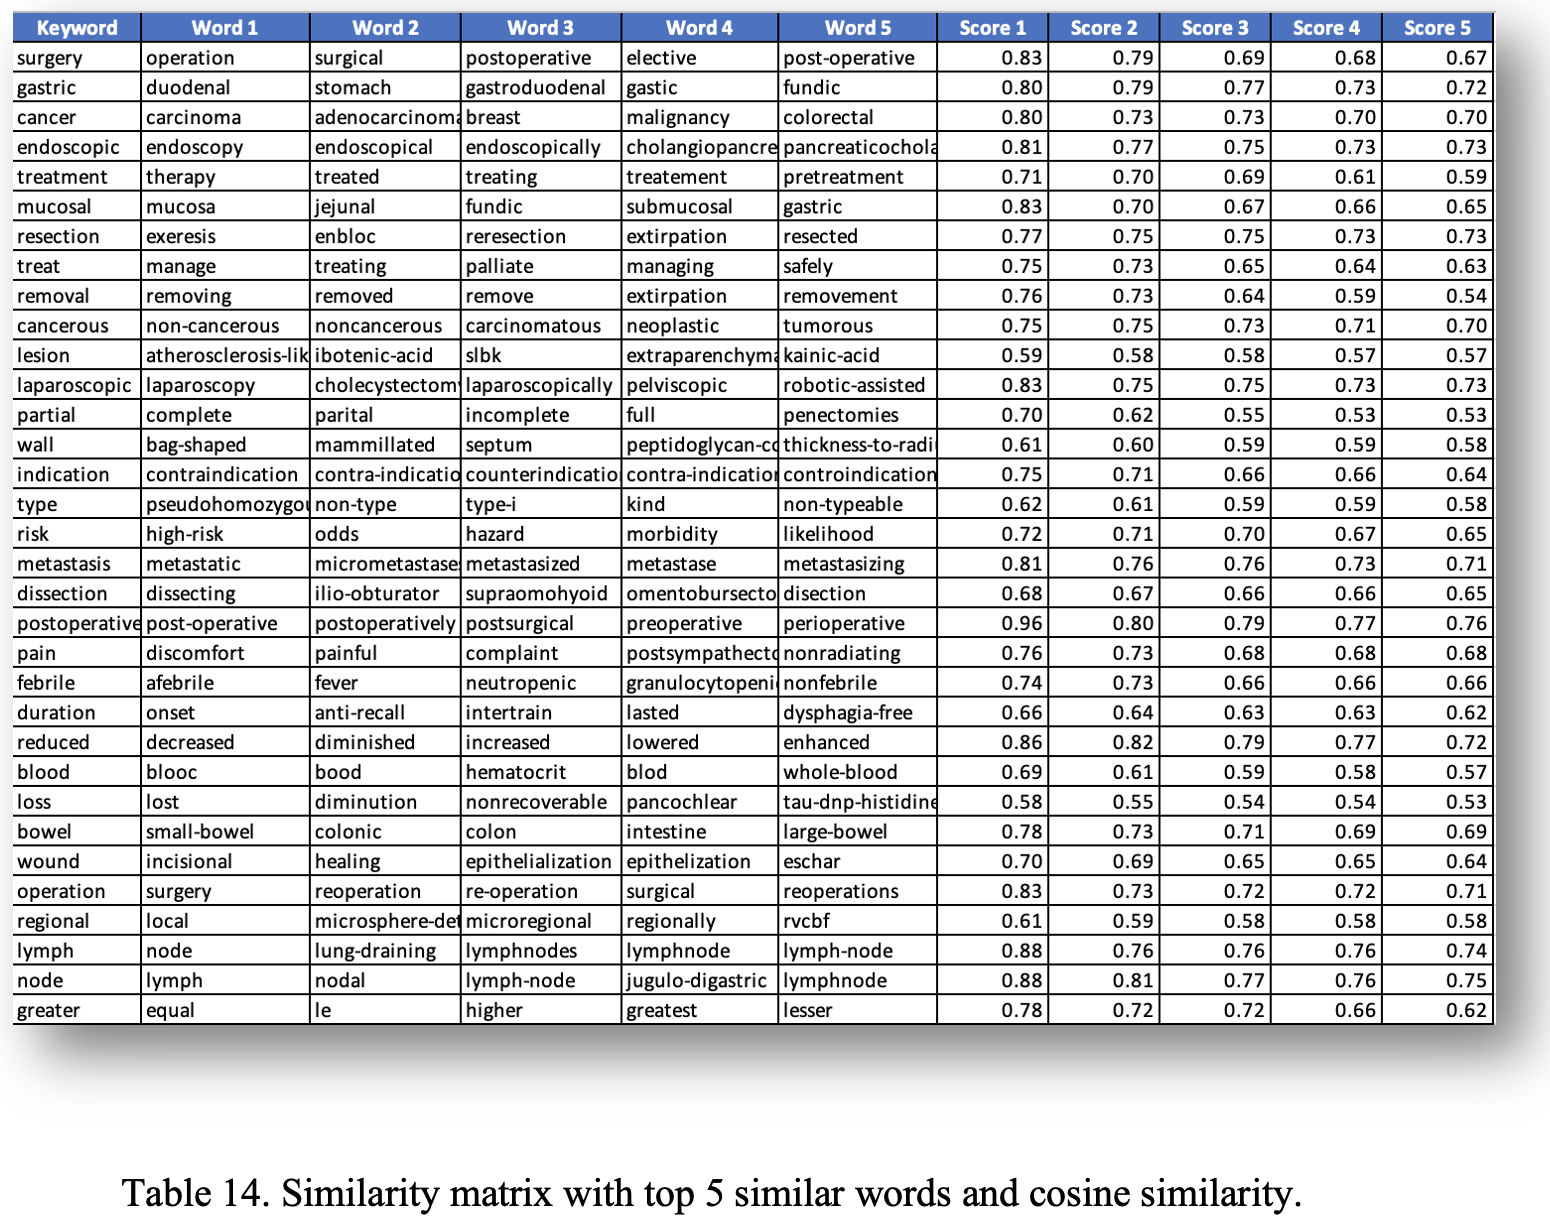 Keyword Word 1 Word 2 Word 3 Word 4 Word 5 Score 1 Score 2 Score 3 Score 4 Score 5
surgery operation surgical postoperative elective post-operative 0.83 0.79 0.69 0.68 0.67
gastric duodenal stomach gastroduodenal gastic fundic 0.80 0.79 0.77 0.73 0.72
cancer carcinoma adenocarcinoma breast malignancy colorectal 0.80 0.73 0.73 0.70 0.70
endoscopic endoscopy endoscopical endoscopically cholangiopancre pancreaticochola 0.81 0.77 0.75 0.73 0.73
treatment therapy treated treating treatement pretreatment 0.71 0.70 0.69 0.61 0.59
mucosal mucosa jejunal fundic submucosal gastric 0.83 0.70 0.67 0.66 0.65
resection exeresis enbloc reresection extirpation resected 0.77 0.75 0.75 0.73 0.73
treat manage treating palliate managing safely 0.75 0.73 0.65 0.64 0.63
removal removing removed remove extirpation removement 0.76 0.73 0.64 0.59 0.54
cancerous non-cancerous noncancerous carcinomatous neoplastic tumorous 0.75 0.75 0.73 0.71 0.70
lesion atherosclerosis-lik ibotenic-acid slbk extraparenchyma kainic-acid 0.59 0.58 0.58 0.57 0.57
laparoscopic laparoscopy cholecystectomy laparoscopically pelviscopic robotic-assisted 0.83 0.75 0.75 0.73 0.73
partial complete parital incomplete full penectomies 0.70 0.62 0.55 0.53 0.53
wall bag-shaped mammillated septum peptidoglycan-co thickness-to-radi 0.61 0.60 0.59 0.59 0.58
indication contraindication contra-indicatio counterindicatio contra-indication controindication 0.75 0.71 0.66 0.66 0.64
type pseudohomozygou non-type type-i kind non-typeable 0.62 0.61 0.59 0.59 0.58
risk high-risk odds hazard morbidity likelihood 0.72 0.71 0.70 0.67 0.65
metastasis metastatic micrometastases metastasized metastase metastasizing 0.81 0.76 0.76 0.73 0.71
dissection dissecting ilio-obturator supraomohyoid omentobursecto disection 0.68 0.67 0.66 0.66 0.65
postoperative post-operative postoperatively postsurgical preoperative perioperative 0.96 0.80 0.79 0.77 0.76
pain discomfort painful complaint postsympathecto nonradiating 0.76 0.73 0.68 0.68 0.68
febrile afebrile fever neutropenic granulocytopeni nonfebrile 0.74 0.73 0.66 0.66 0.66
duration onset anti-recall intertrain lasted dysphagia-free 0.66 0.64 0.63 0.63 0.62
reduced decreased diminished increased lowered enhanced 0.86 0.82 0.79 0.77 0.72
blood blooc bood hematocrit blod whole-blood 0.69 0.61 0.59 0.58 0.57
loss lost diminution nonrecoverable pancochlear tau-dnp-histidine 0.58 0.55 0.54 0.54 0.53
bowel small-bowel colonic colon intestine large-bowel 0.78 0.73 0.71 0.69 0.69
wound incisional healing epithelialization epithelization eschar 0.70 0.69 0.65 0.65 0.64
operation surgery reoperation re-operation surgical reoperations 0.83 0.73 0.72 0.72 0.71
regional local microsphere-det microregional regionally rvcbf 0.61 0.59 0.58 0.58 0.58
lymph node lung-draining lymphnodes lymphnode lymph-node 0.88 0.76 0.76 0.76 0.74
node lymph nodal lymph-node jugulo-digastric lymphnode 0.88 0.81 0.77 0.76 0.75
greater equal le higher greatest lesser 0.78 0.72 0.72 0.66 0.62
Table 14. Similarity matrix with top 5 similar words and cosine similarity.